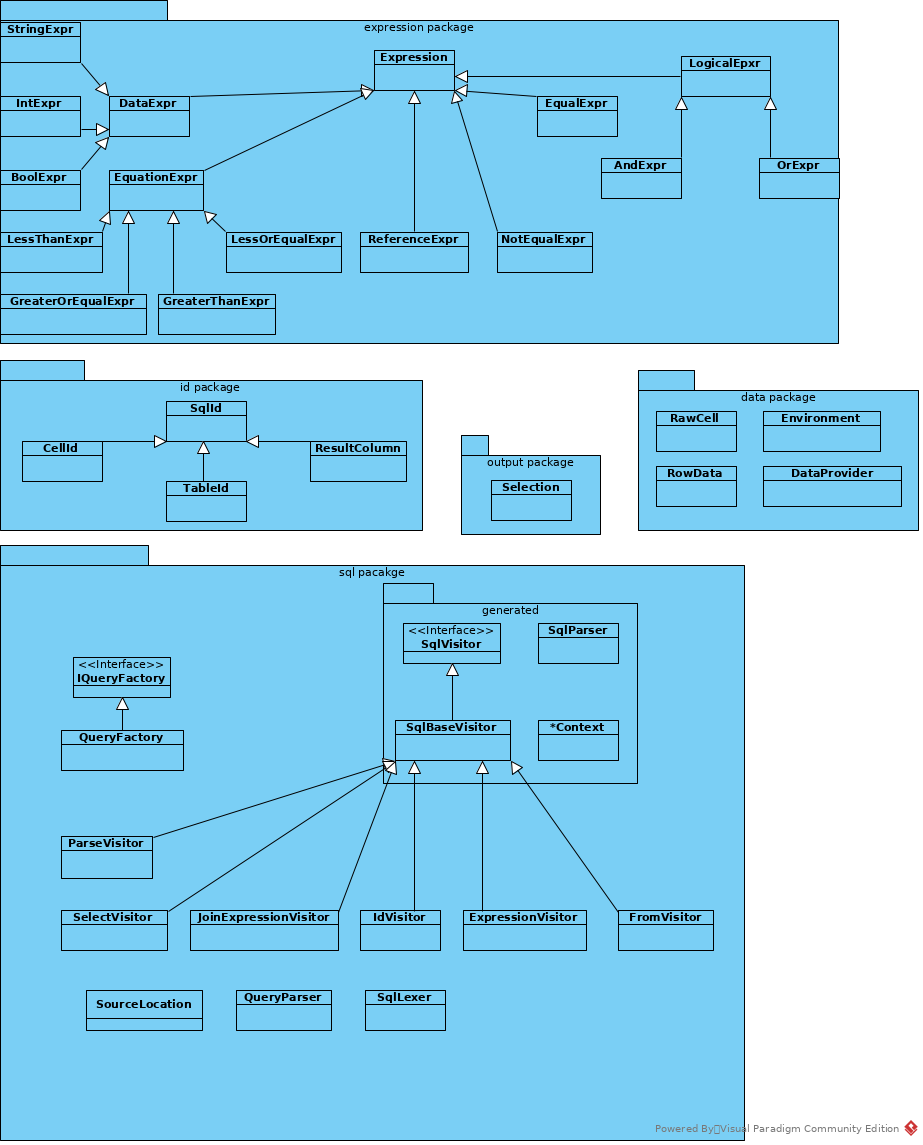 expression package
StringExpr
Expression
LogicalEpxr
IntExpr
DataExpr
EqualExpr
AndExpr
OrExpr
BoolExpr
EquationExpr
LessThanExpr
LessOrEqualExpr
ReferenceExpr
NotEqualExpr
GreaterOrEqualExpr
GreaterThanExpr
id package
SqlId
CellId
ResultColumn
TableId
output package
Selection
data package
RawCell
Environment
RowData
DataProvider
sql pacakge
generated
<<Interface>>
SqlVisitor
SqlParser
<<Interface>>
IQueryFactory
QueryFactory
SqlBaseVisitor
*Context
ParseVisitor
SelectVisitor
JoinExpressionVisitor
IdVisitor
ExpressionVisitor
FromVisitor
SourceLocation
QueryParser
SqlLexer
Powered By Visual Paradigm Community Edition